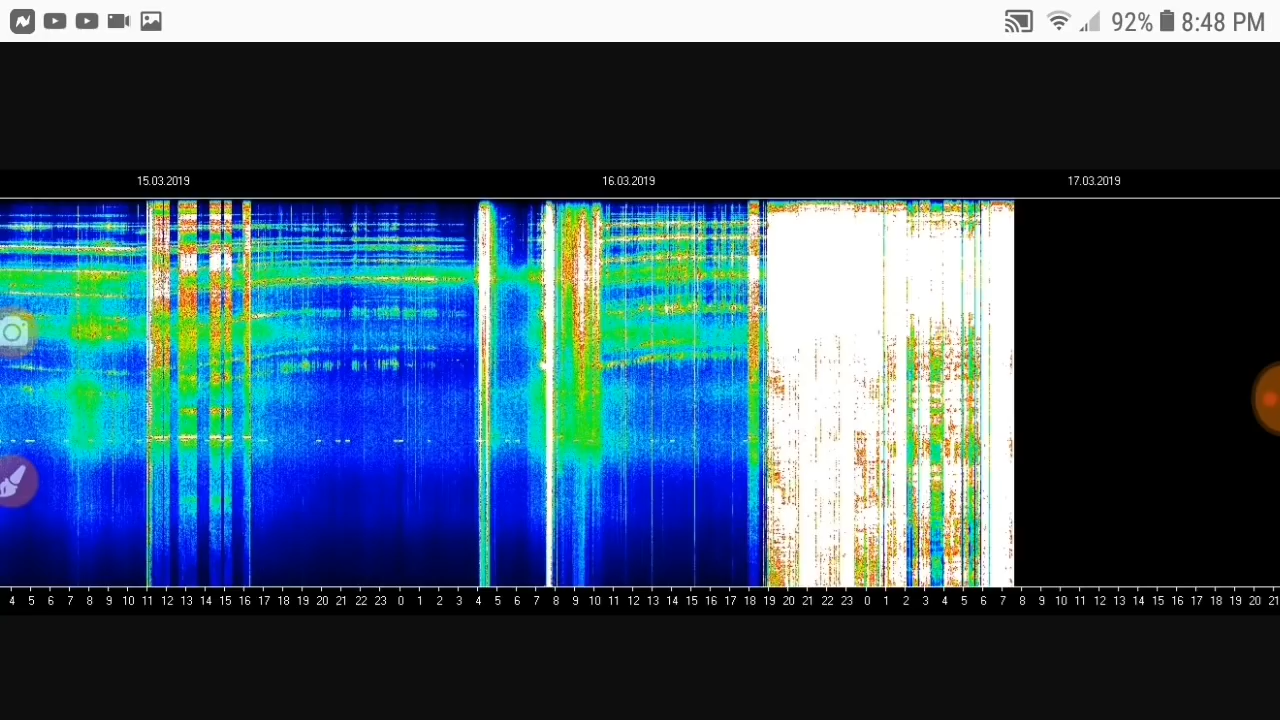 92% 8:48 PM
15.03.2019 16.03.2019 17.03.2019
4 5 6 7 8 9 10 11 12 13 14 15 16 17 18 19 20 21 22 23 0 1 2 3 4 5 6 7 8 9 10 11 12 13 14 15 16 17 18 19 20 21 22 23 0 1 2 3 4 5 6 7 8 9 10 11 12 13 14 15 16 17 18 19 20 21